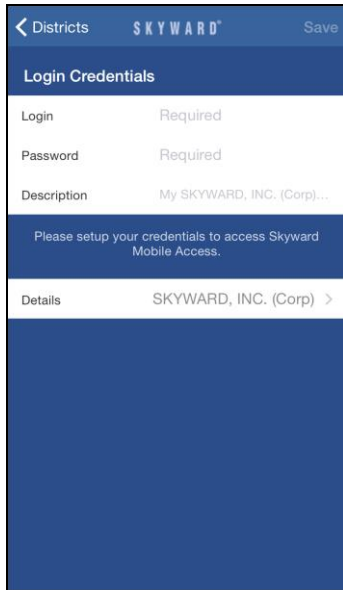 Districts SKYWARD® Save
Login Credentials
Login Required
Password Required
Description My SKYWARD, INC. (Corp)...
Please setup your credentials to access Skyward
Mobile Access.
Details SKYWARD, INC. (Corp)